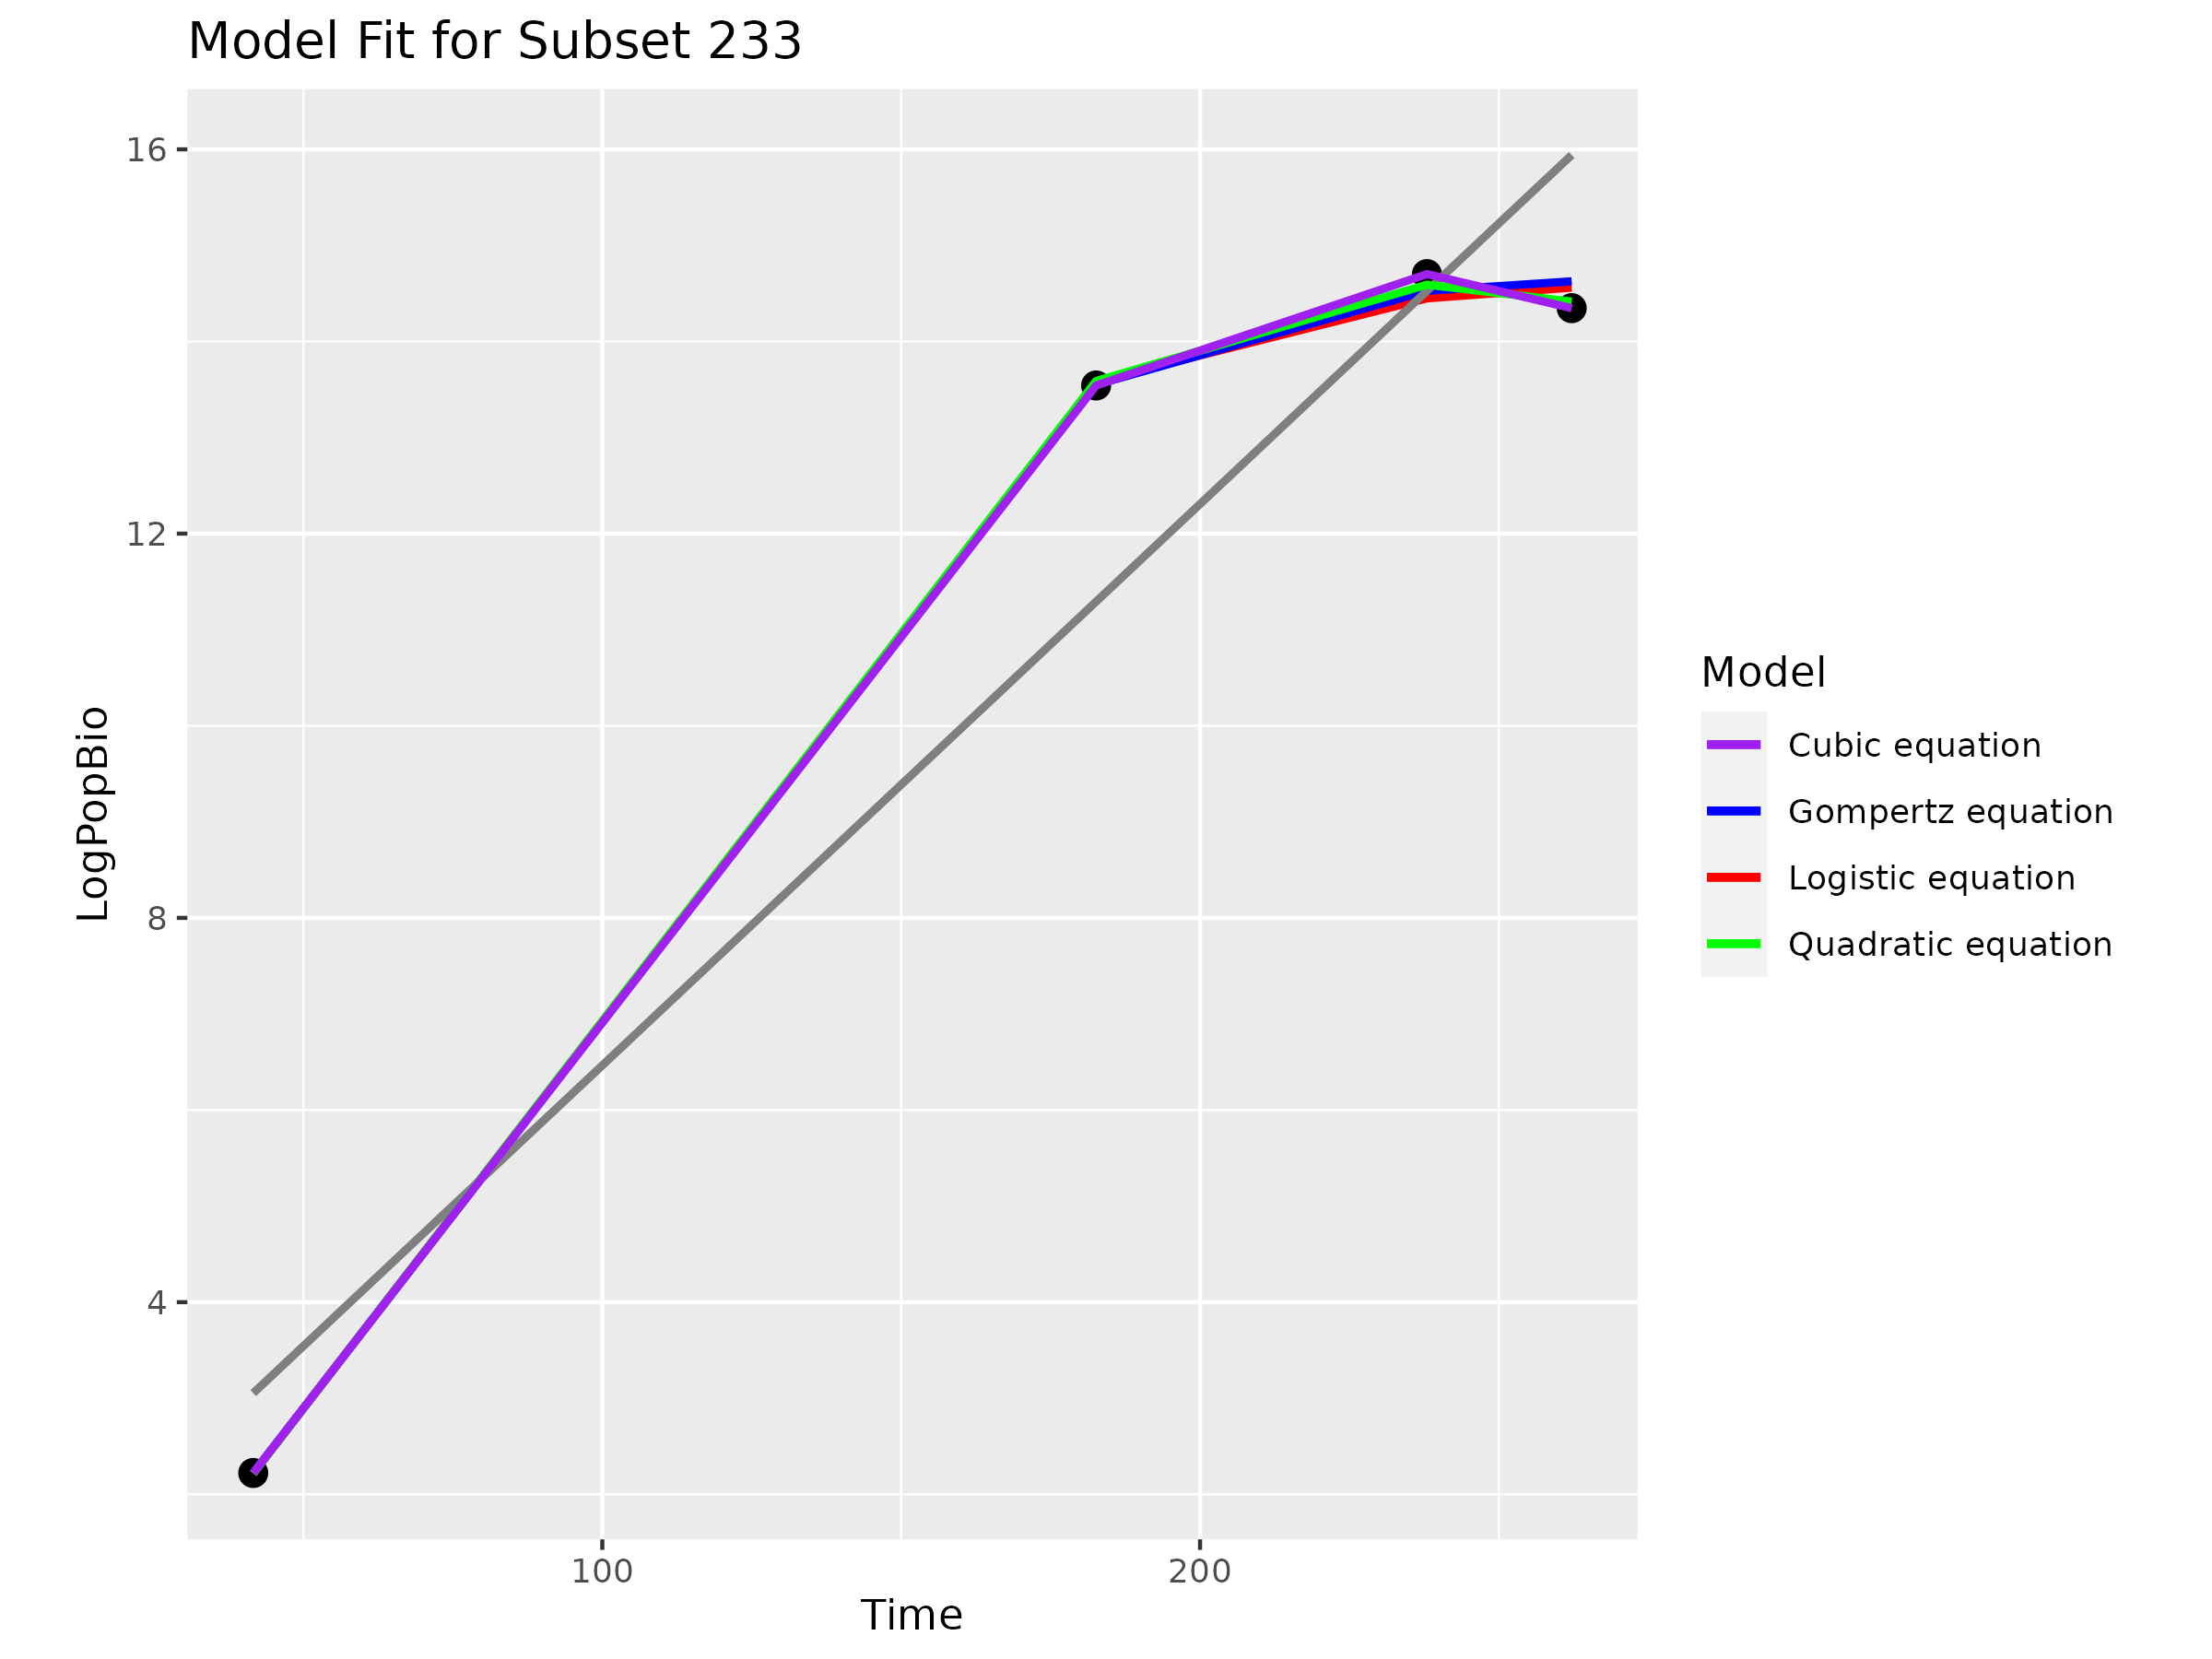 Model Fit for Subset 233
16
12
8
4
LogPopBio
100
200
Time
Model
Cubic equation
Gompertz equation
Logistic equation
Quadratic equation